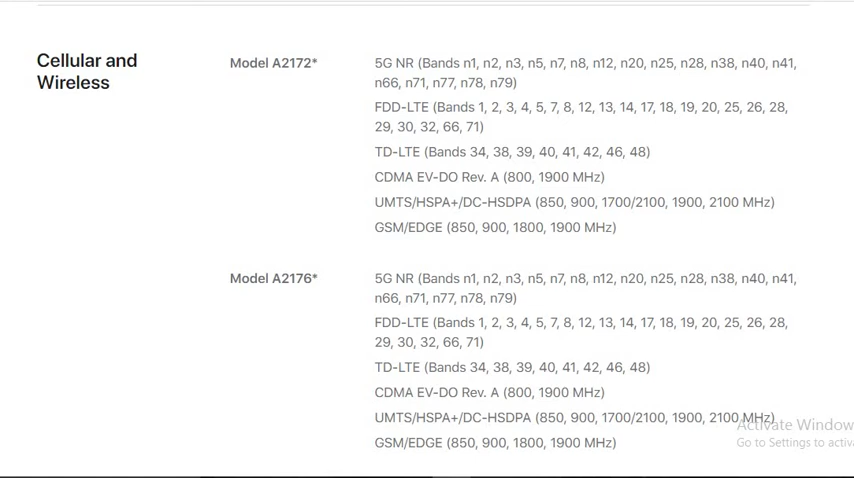 Cellular and
Wireless
Model A2172*
5G NR (Bands n1, n2, n3, n5, n7, n8, n12, n20, n25, n28, n38, n40, n41,
n66, n71, n77, n78, n79)
FDD-LTE (Bands 1, 2, 3, 4, 5, 7, 8, 12, 13, 14, 17, 18, 19, 20, 25, 26, 28,
29, 30, 32, 66, 71)
TD-LTE (Bands 34, 38, 39, 40, 41, 42, 46, 48)
CDMA EV-DO Rev. A (800, 1900 MHz)
UMTS/HSPA+/DC-HSDPA (850, 900, 1700/2100, 1900, 2100 MHz)
GSM/EDGE (850, 900, 1800, 1900 MHz)
Model A2176*
5G NR (Bands n1, n2, n3, n5, n7, n8, n12, n20, n25, n28, n38, n40, n41,
n66, n71, n77, n78, n79)
FDD-LTE (Bands 1, 2, 3, 4, 5, 7, 8, 12, 13, 14, 17, 18, 19, 20, 25, 26, 28,
29, 30, 32, 66, 71)
TD-LTE (Bands 34, 38, 39, 40, 41, 42, 46, 48)
CDMA EV-DO Rev. A (800, 1900 MHz)
UMTS/HSPA+/DC-HSDPA (850, 900, 1700/2100, 1900, 2100 MHz)
GSM/EDGE (850, 900, 1800, 1900 MHz)
Activate Window
Go to Settings to activa